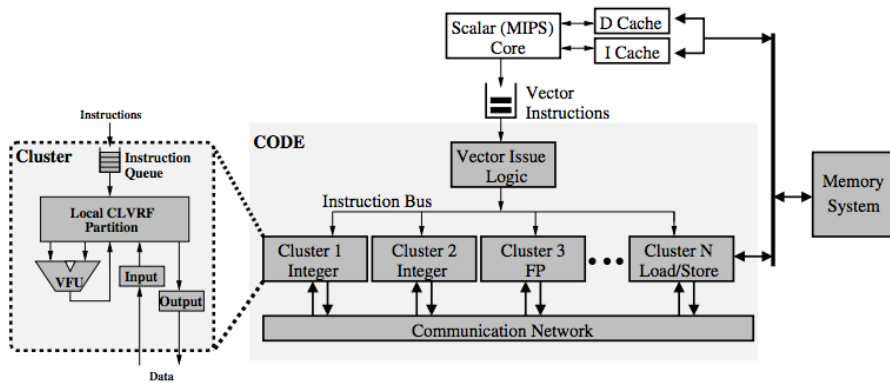 Scalar (MIPS)
Core
D Cache
I Cache
Vector
Instructions
Instructions
Cluster
Instruction
Queue
Local CLVRF
Partition
VFU
Input
Output
Data
CODE
Vector Issue
Logic
Instruction Bus
Cluster 1
Integer
Cluster 2
Integer
Cluster 3
FP
Cluster N
Load/Store
Communication Network
Memory
System